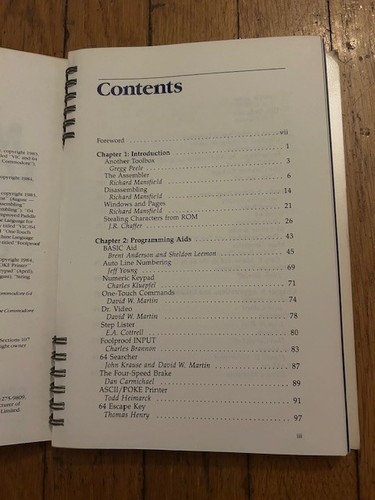 Contents
Foreword vii
Chapter 1: Introduction 1
Another Toolbox 3
Gregg Peele
The Assembler 6
Richard Mansfield
Disassembling 14
Richard Mansfield
Windows and Pages 21
Richard Mansfield
Stealing Characters from ROM 26
J.R. Chaffer
Chapter 2: Programming Aids 43
BASIC Aid 45
Brent Anderson and Sheldon Leemon
Auto Line Numbering 69
Jeff Young
Numeric Keypad 71
Charles Kluepfel
One-Touch Commands 74
David W. Martin
Dr. Video 78
David W. Martin
Step Lister 80
E.A. Cottrell
Foolproof INPUT 83
Charles Brannon
64 Searcher 87
John Krause and David W. Martin
The Four-Speed Brake 89
Dan Carmichael
ASCII/POKE Printer 91
Todd Heimarck
64 Escape Key 97
Thomas Henry
iii